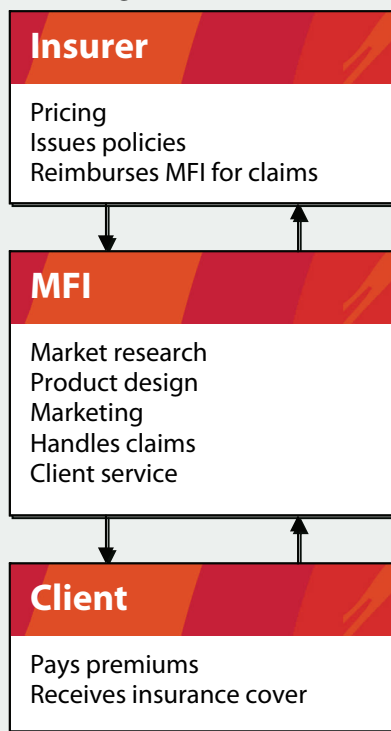 Insurer
Pricing
Issues policies
Reimburses MFI for claims
MFI
Market research
Product design
Marketing
Handles claims
Client service
Client
Pays premiums
Receives insurance cover